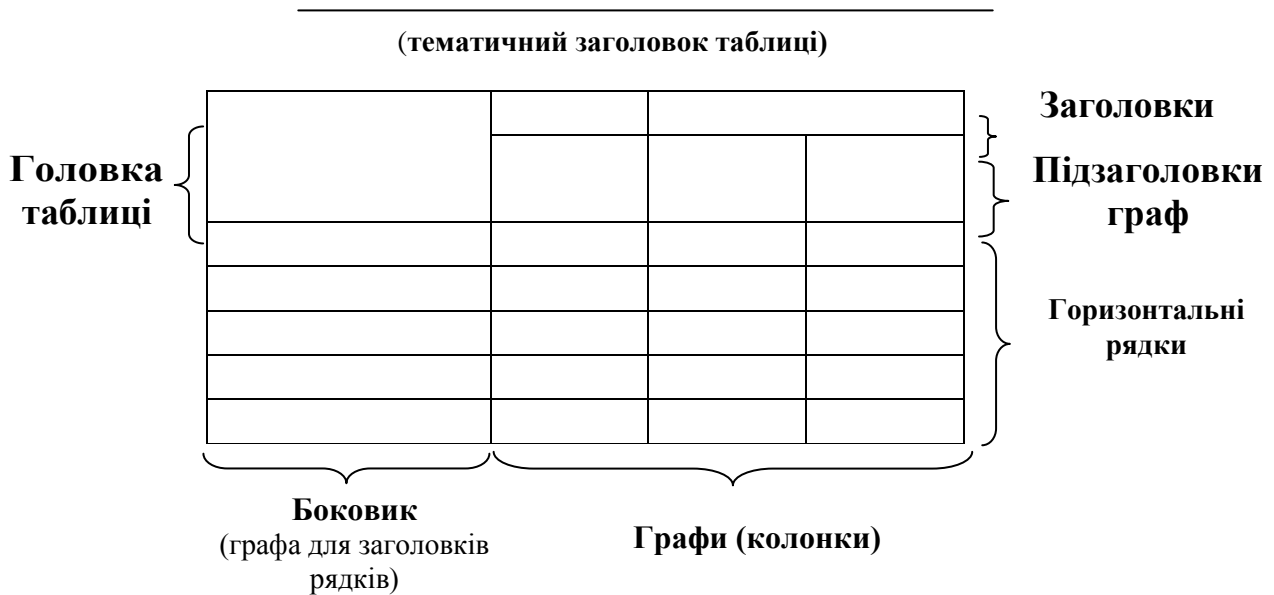 (тематичний заголовок таблиці)
Заголовки
Головка
таблиці
Підзаголовки
граф
Горизонтальні
рядки
Боковик
(графа для заголовків
рядків)
Графи (колонки)